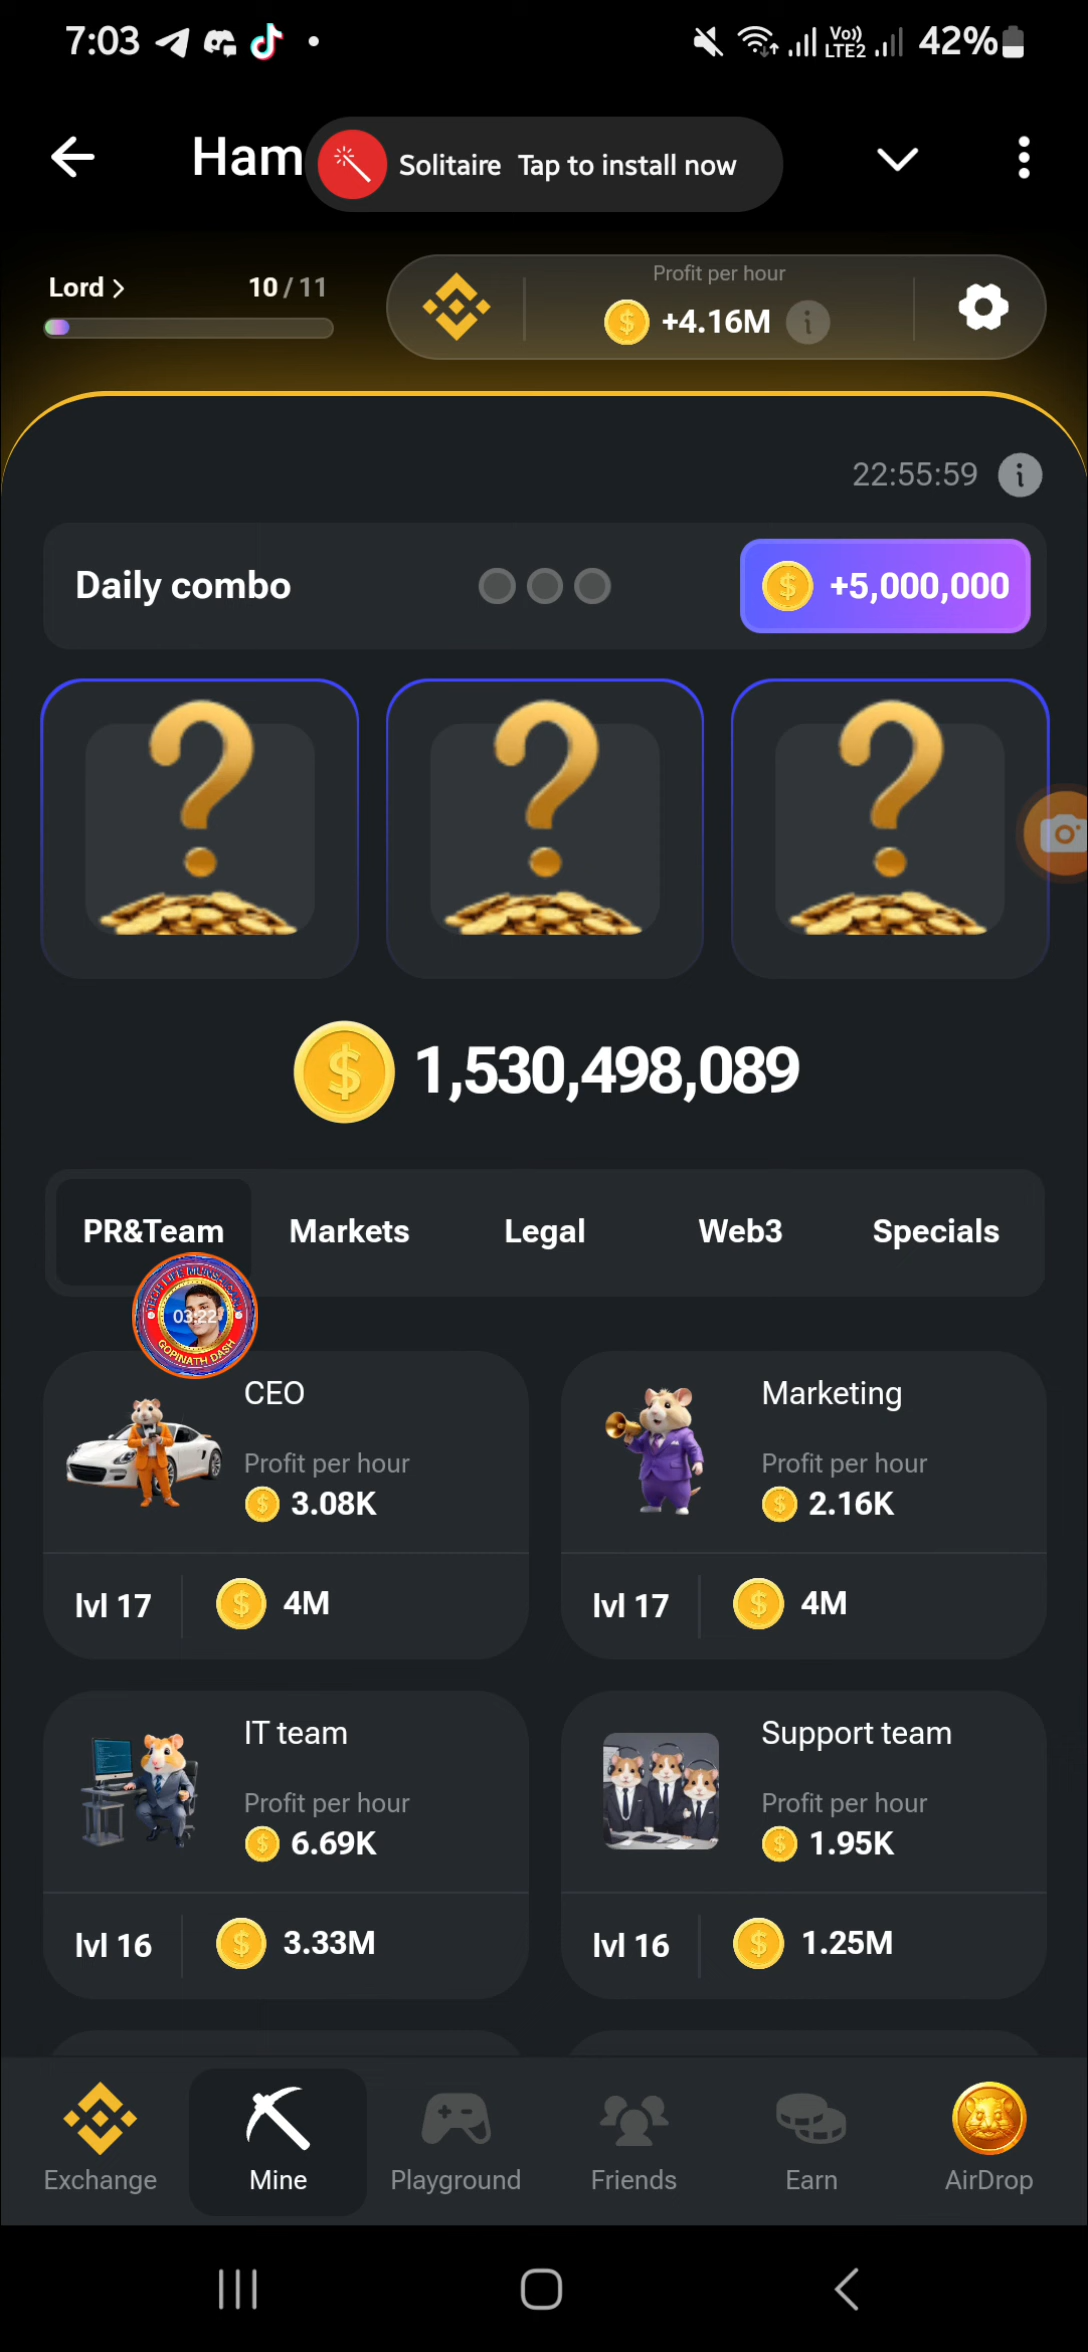 7:03
Vo))
LTE2
42%
Ham
Solitaire Tap to install now
Lord >
10 / 11
Profit per hour
$ +4.16M i
22:55:59 i
Daily combo
$ +5,000,000
? ? ?
$ 1,530,498,089
PR&Team Markets Legal Web3 Specials
03:22
GOPINATH DASH
CEO
Profit per hour
$ 3.08K
lvl 17 $ 4M
Marketing
Profit per hour
$ 2.16K
lvl 17 $ 4M
IT team
Profit per hour
$ 6.69K
lvl 16 $ 3.33M
Support team
Profit per hour
$ 1.95K
lvl 16 $ 1.25M
Exchange Mine Playground Friends Earn AirDrop